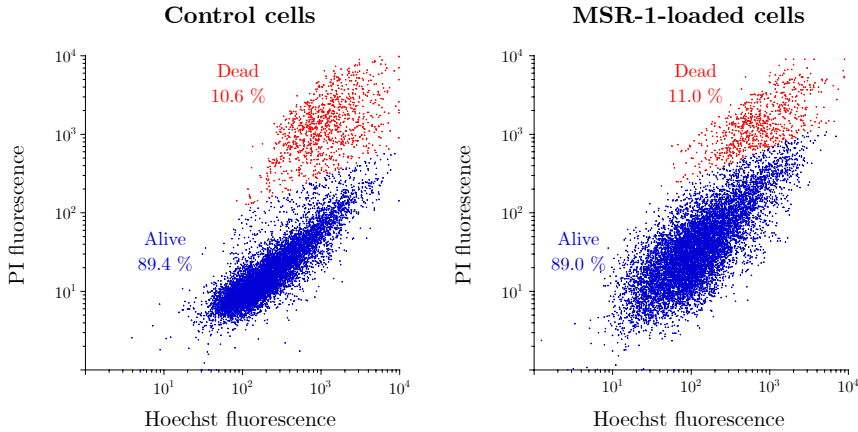 Control cells
10^4
10^3
10^2
10^1
PI fluorescence
Dead
10.6 %
Alive
89.4 %
10^1
10^2
10^3
10^4
Hoechst fluorescence
MSR-1-loaded cells
10^4
10^3
10^2
10^1
PI fluorescence
Dead
11.0 %
Alive
89.0 %
10^1
10^2
10^3
10^4
Hoechst fluorescence